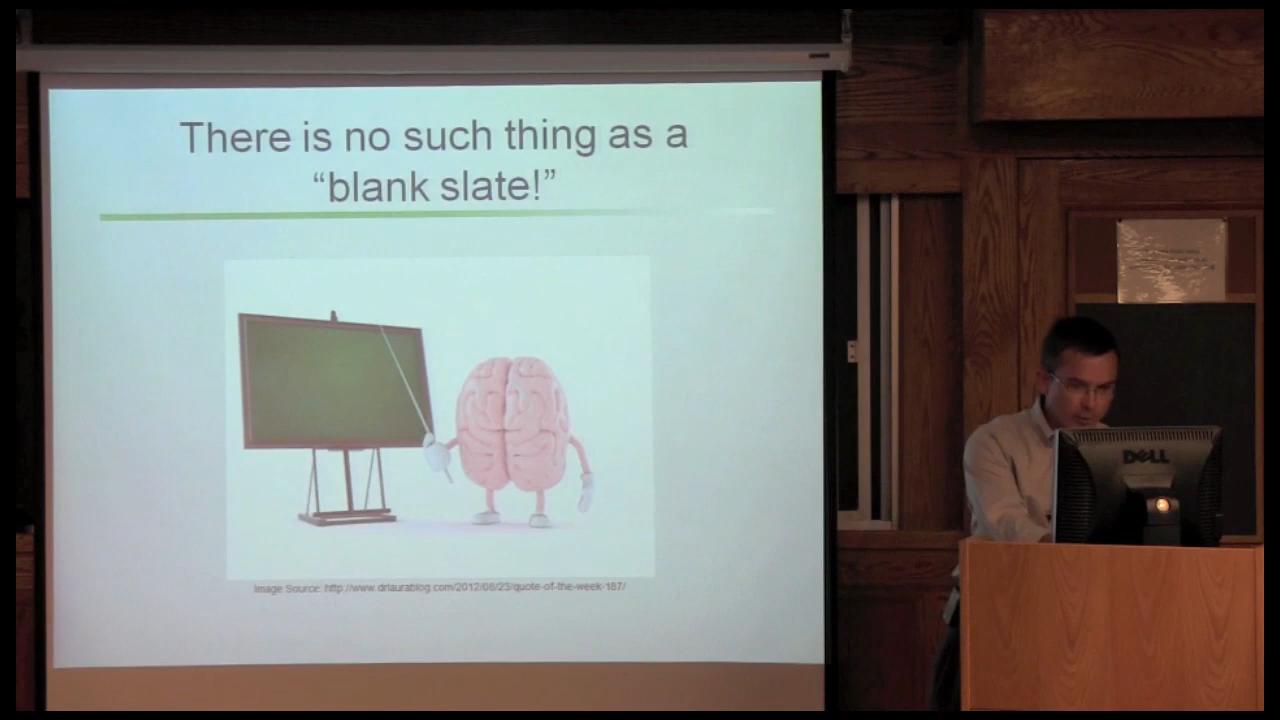 There is no such thing as a
“blank slate!”
Image Source: http://www.drlaurablog.com/2012/08/23/quote-of-the-week-187/
DELL